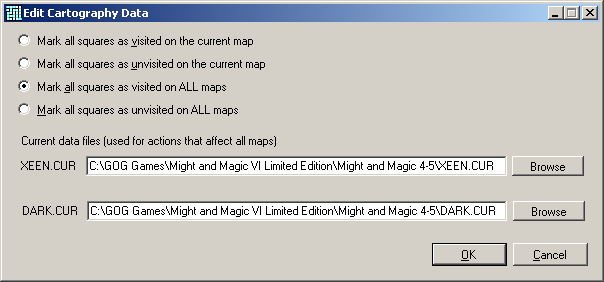 Edit Cartography Data
Mark all squares as visited on the current map
Mark all squares as unvisited on the current map
Mark all squares as visited on ALL maps
Mark all squares as unvisited on ALL maps
Current data files (used for actions that affect all maps)
XEEN.CUR C:\GOG Games\Might and Magic VI Limited Edition\Might and Magic 4-5\XEEN.CUR Browse
DARK.CUR C:\GOG Games\Might and Magic VI Limited Edition\Might and Magic 4-5\DARK.CUR Browse
OK Cancel